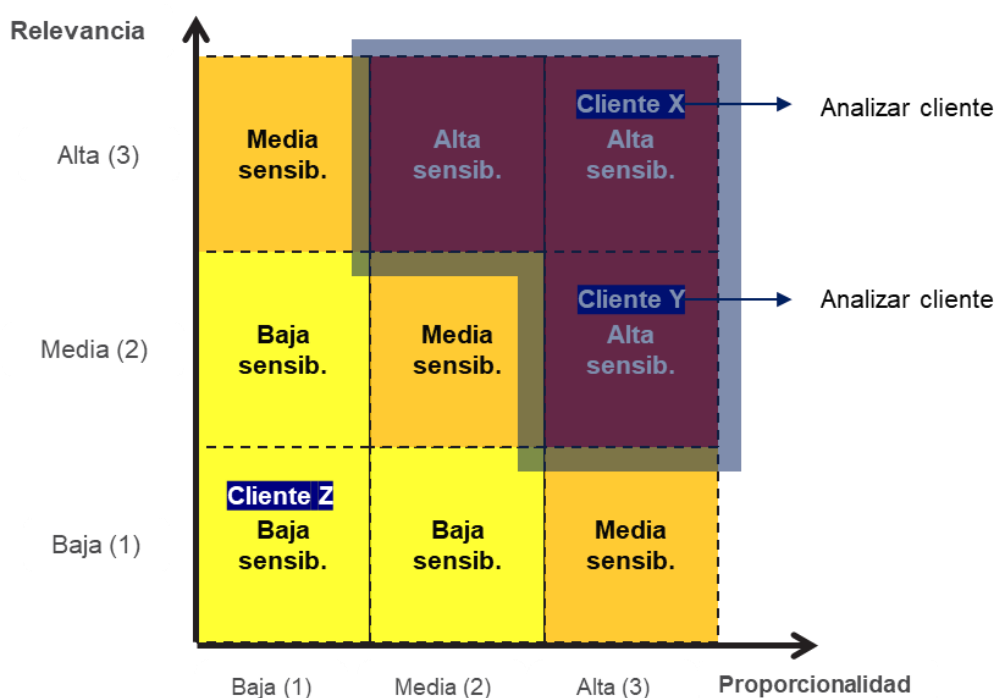 Relevancia
Cliente X
Analizar cliente
Alta (3)
Media
sensib.
Alta
sensib.
Alta
sensib.
Cliente Y
Analizar cliente
Media (2)
Baja
sensib.
Media
sensib.
Alta
sensib.
Cliente Z
Baja (1)
Baja
sensib.
Baja
sensib.
Media
sensib.
Baja (1)
Media (2)
Alta (3)
Proporcionalidad